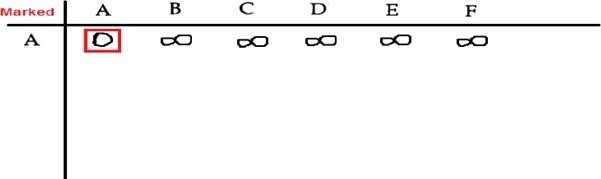 Marked A B C D E F
A 0 ∞ ∞ ∞ ∞ ∞